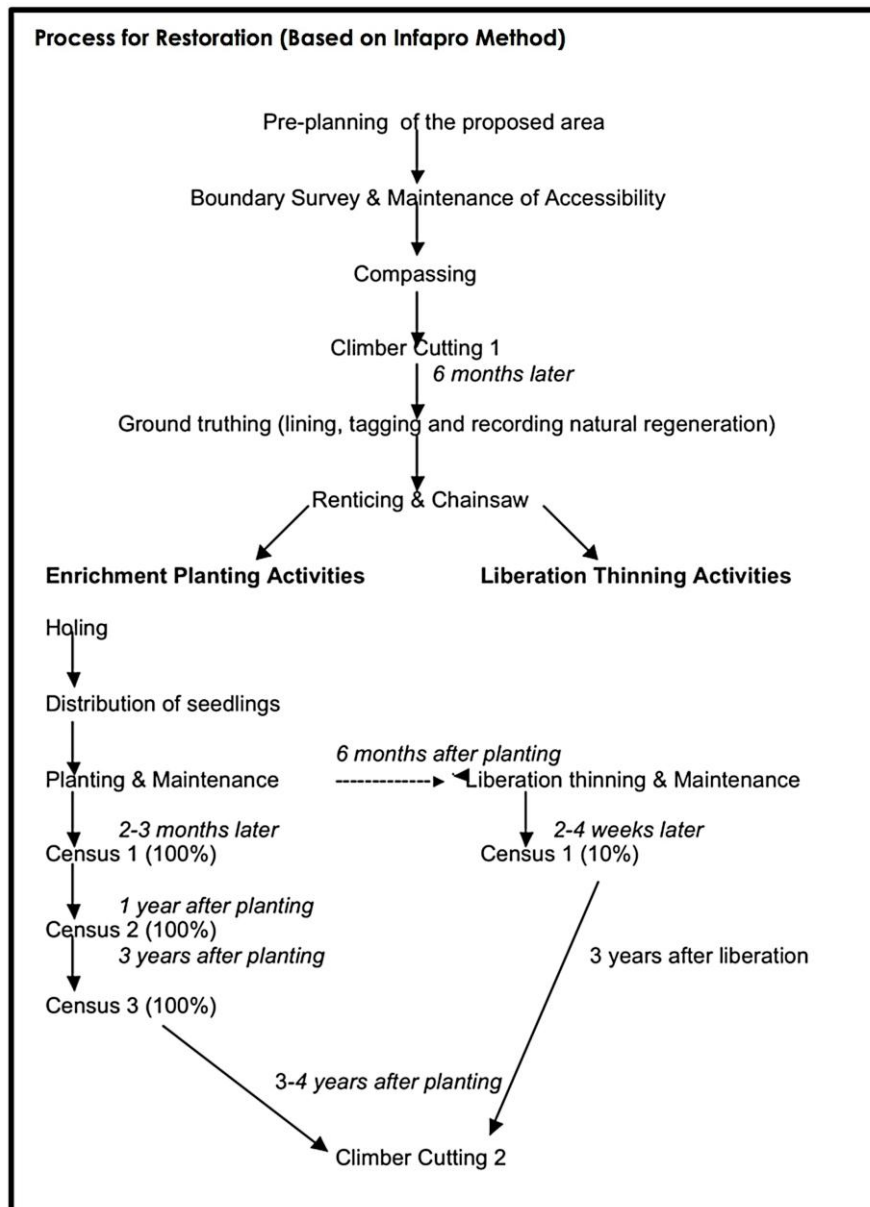 Process for Restoration (Based on Infapro Method)
Pre-planning of the proposed area
Boundary Survey & Maintenance of Accessibility
Compassing
Climber Cutting 1
6 months later
Ground truthing (lining, tagging and recording natural regeneration)
Renticing & Chainsaw
Enrichment Planting Activities
Liberation Thinning Activities
Holing
Distribution of seedlings
6 months after planting
Planting & Maintenance
Liberation thinning & Maintenance
2-3 months later
2-4 weeks later
Census 1 (100%)
Census 1 (10%)
1 year after planting
Census 2 (100%)
3 years after planting
3 years after liberation
Census 3 (100%)
3-4 years after planting
Climber Cutting 2